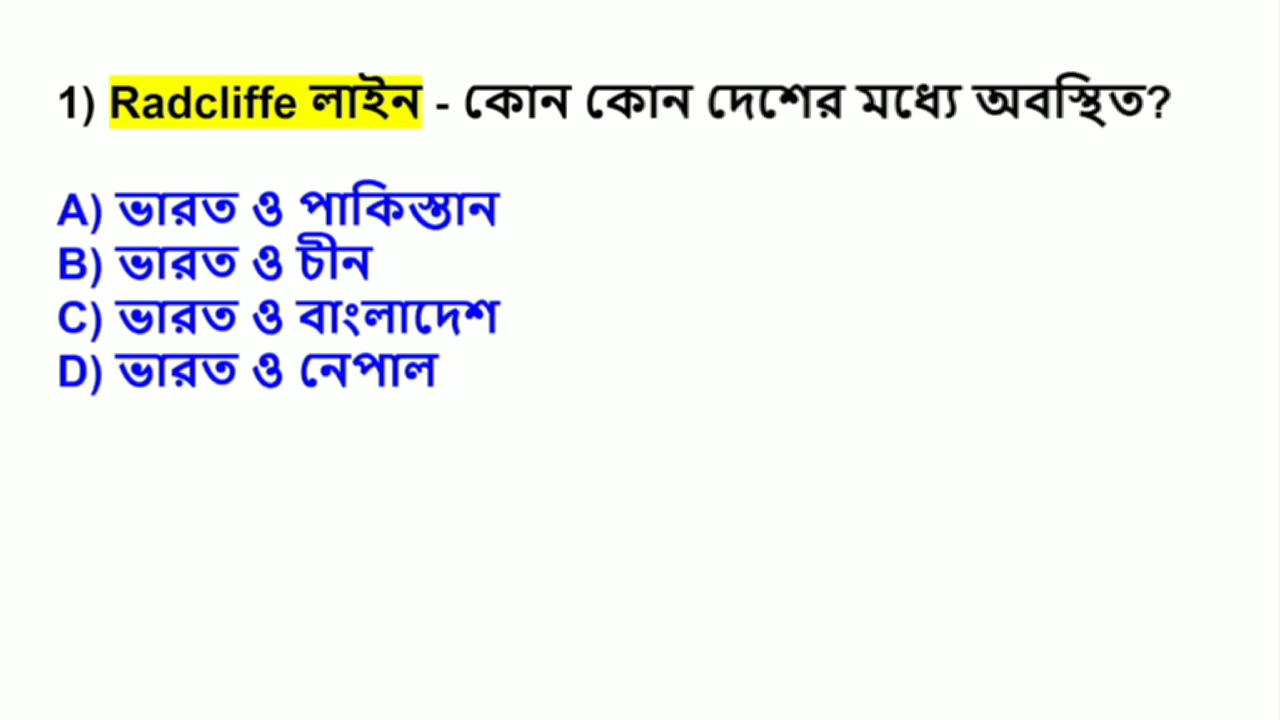 1) Radcliffe লাইন - কোন কোন দেশের মধ্যে অবস্থিত?
A) ভারত ও পাকিস্তান
B) ভারত ও চীন
C) ভারত ও বাংলাদেশ
D) ভারত ও নেপাল